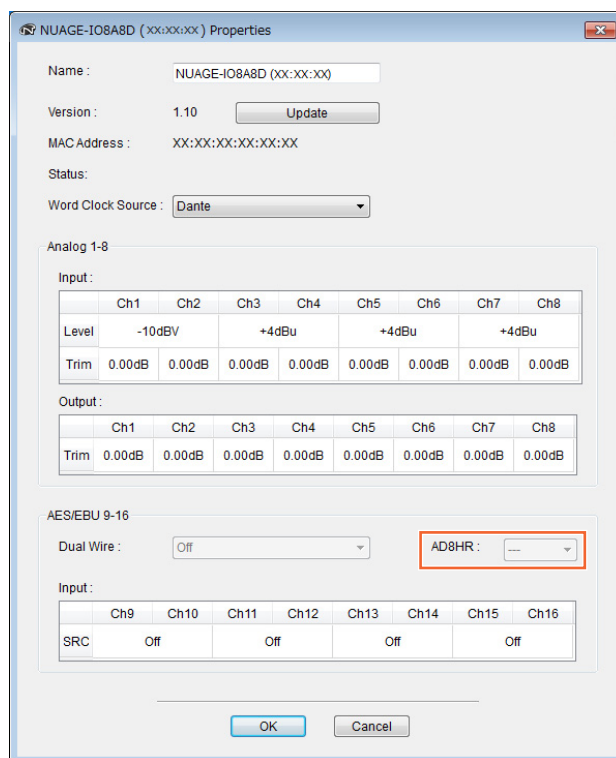 NUAGE-IO8A8D (xx:xx:xx) Properties
Name : NUAGE-IO8A8D (XX:XX:XX)
Version : 1.10 Update
MAC Address : XX:XX:XX:XX:XX:XX
Status:
Word Clock Source : Dante
Analog 1-8
Input :
Ch1 Ch2 Ch3 Ch4 Ch5 Ch6 Ch7 Ch8
Level -10dBV +4dBu +4dBu +4dBu
Trim 0.00dB 0.00dB 0.00dB 0.00dB 0.00dB 0.00dB 0.00dB 0.00dB
Output :
Ch1 Ch2 Ch3 Ch4 Ch5 Ch6 Ch7 Ch8
Trim 0.00dB 0.00dB 0.00dB 0.00dB 0.00dB 0.00dB 0.00dB 0.00dB
AES/EBU 9-16
Dual Wire : Off AD8HR : ---
Input :
Ch9 Ch10 Ch11 Ch12 Ch13 Ch14 Ch15 Ch16
SRC Off Off Off Off
OK Cancel